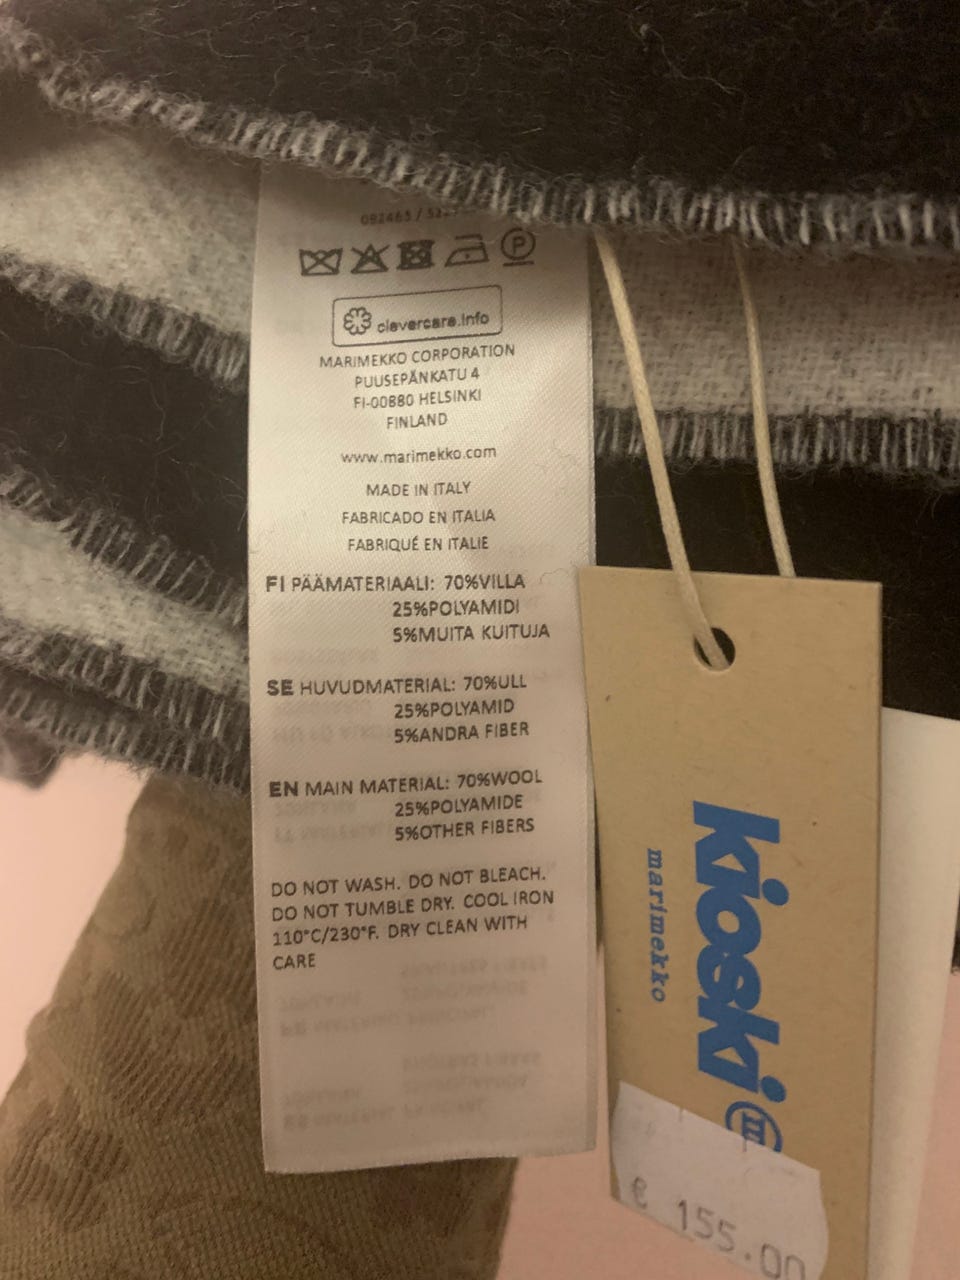 clevercare.info
MARIMEKKO CORPORATION
PUUSEPÄNKATU 4
FI-00880 HELSINKI
FINLAND
www.marimekko.com
MADE IN ITALY
FABRICADO EN ITALIA
FABRIQUÉ EN ITALIE
FI PÄÄMATERIAALI: 70%VILLA
25%POLYAMIDI
5%MUITA KUITUJA
SE HUVUDMATERIAL: 70%ULL
25%POLYAMID
5%ANDRA FIBER
EN MAIN MATERIAL: 70%WOOL
25%POLYAMIDE
5%OTHER FIBERS
DO NOT WASH. DO NOT BLEACH.
DO NOT TUMBLE DRY. COOL IRON
110°C/230°F. DRY CLEAN WITH
CARE
kioski
marimekko
€ 155.00